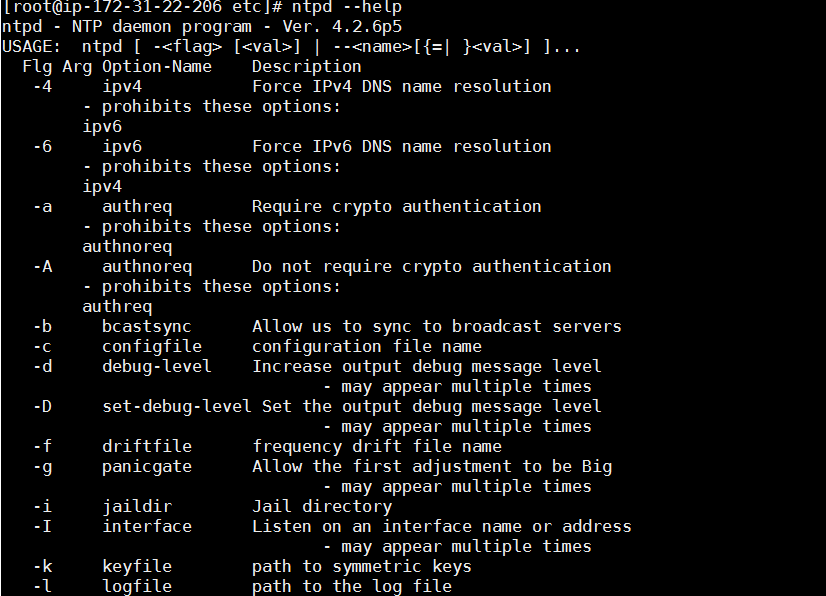 [root@ip-172-31-22-206 etc]# ntpd --help
ntpd - NTP daemon program - Ver. 4.2.6p5
USAGE:  ntpd [ -<flag> [<val>] | --<name>[{=| }<val>] ]...
  Flg Arg Option-Name    Description
   -4     ipv4           Force IPv4 DNS name resolution
        - prohibits these options:
        ipv6
   -6     ipv6           Force IPv6 DNS name resolution
        - prohibits these options:
        ipv4
   -a     authreq        Require crypto authentication
        - prohibits these options:
        authnoreq
   -A     authnoreq      Do not require crypto authentication
        - prohibits these options:
        authreq
   -b     bcastsync      Allow us to sync to broadcast servers
   -c     configfile     configuration file name
   -d     debug-level    Increase output debug message level
                                - may appear multiple times
   -D     set-debug-level Set the output debug message level
                                - may appear multiple times
   -f     driftfile      frequency drift file name
   -g     panicgate      Allow the first adjustment to be Big
                                - may appear multiple times
   -i     jaildir        Jail directory
   -I     interface      Listen on an interface name or address
                                - may appear multiple times
   -k     keyfile        path to symmetric keys
   -l     logfile        path to the log file